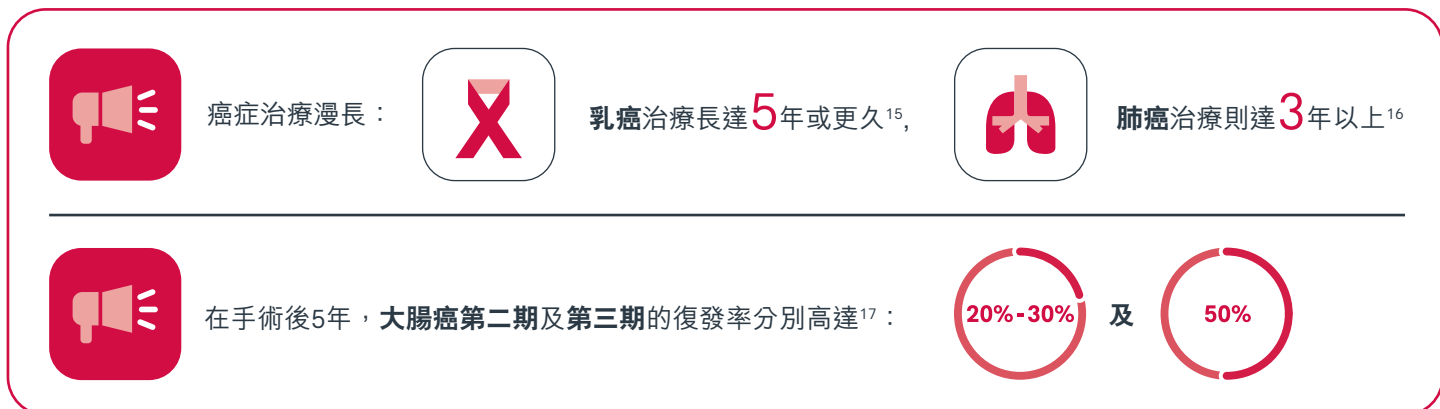 癌症治療漫長：
乳癌治療長達5年或更久15,
肺癌治療則達3年以上16
在手術後5年，大腸癌第二期及第三期的復發率分別高達17：
20%-30% 及 50%